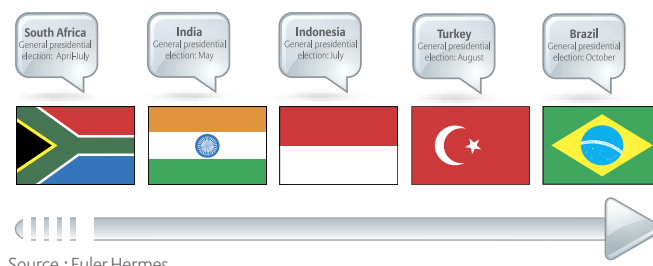 South Africa
General presidential
election: April-July
India
General presidential
election: May
Indonesia
General presidential
election: July
Turkey
General presidential
election: August
Brazil
General presidential
election: October
Source : Euler Hermes